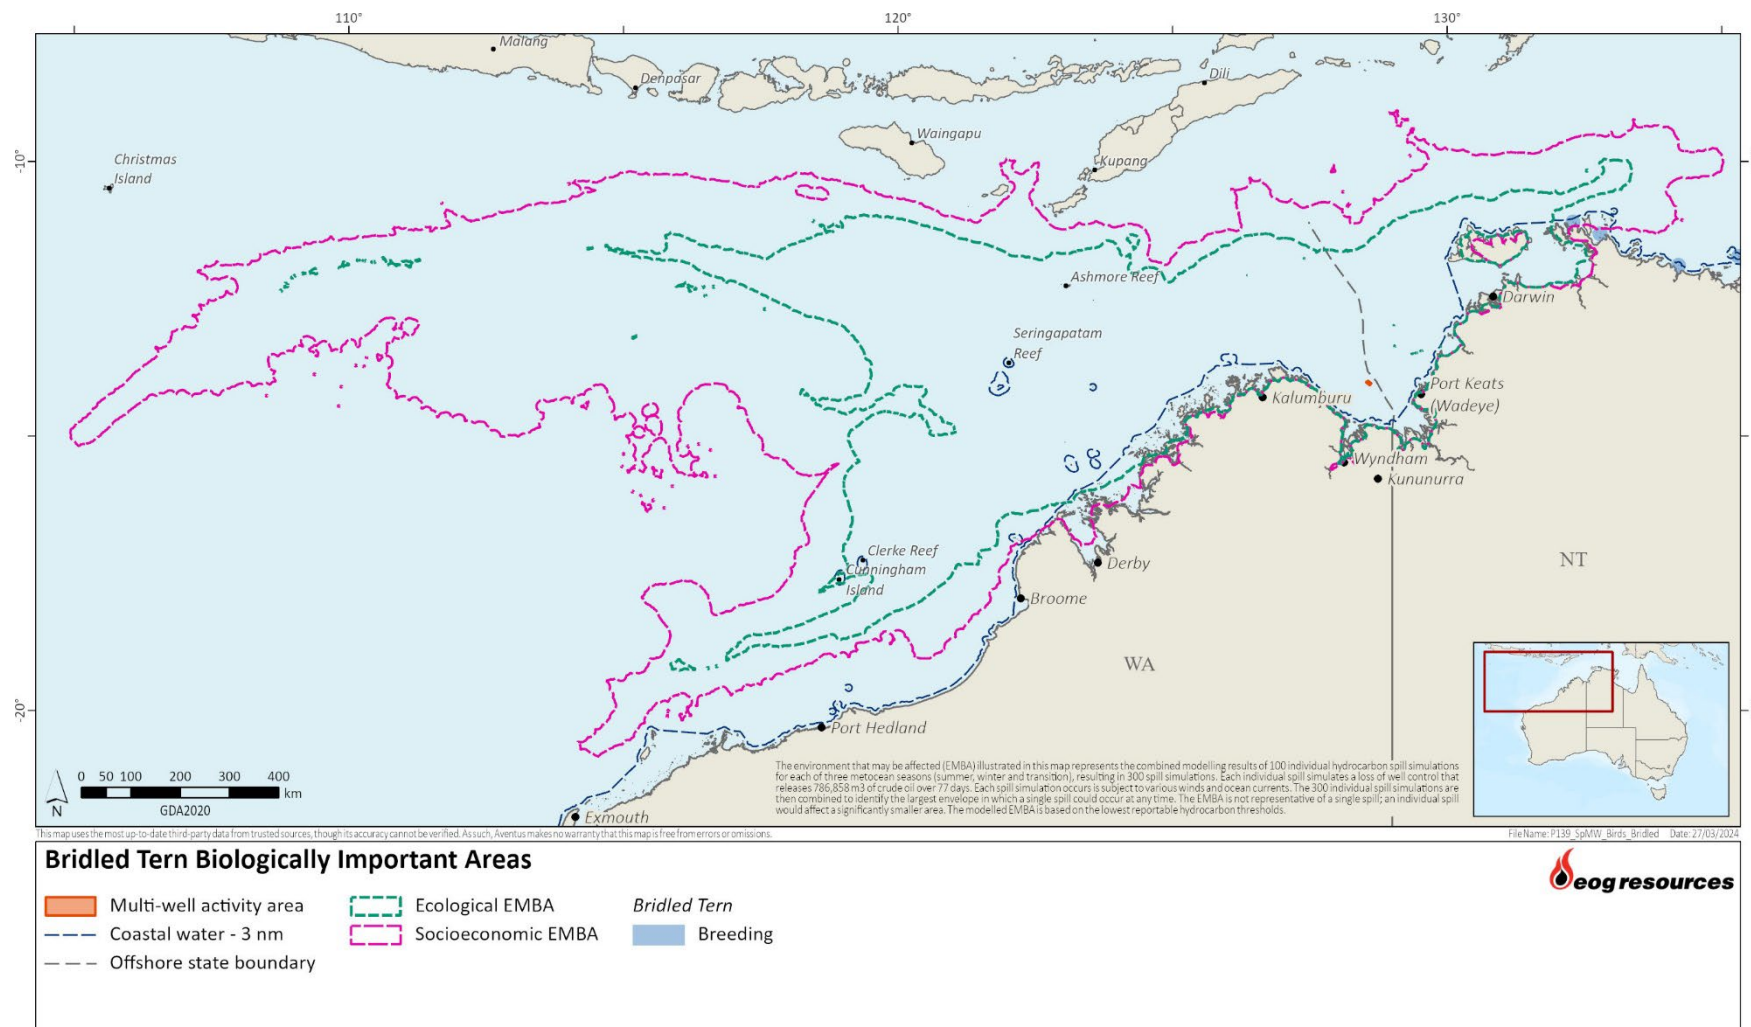 110°
120°
130°
-10°
-20°
Malang
Denpasar
Dili
Waingapu
Kupang
Christmas
Island
Ashmore Reef
Seringapatam
Reef
Darwin
Port Keats
(Wadeye)
Kalumburu
Wyndham
Kununurra
Clerke Reef
Cunningham
Island
Derby
Broome
NT
WA
Port Hedland
Exmouth
N
0 50 100 200 300 400
km
GDA2020
The environment that may be affected (EMBA) illustrated in this map represents the combined modelling results of 100 individual hydrocarbon spill simulations
for each of three metocean seasons (summer, winter and transition), resulting in 300 spill simulations. Each individual spill simulates a loss of well control that
releases 786,858 m3 of crude oil over 77 days. Each spill simulation occurs is subject to various winds and ocean currents. The 300 individual spill simulations are
then combined to identify the largest envelope in which a single spill could occur at any time. The EMBA is not representative of a single spill; an individual spill
would affect a significantly smaller area. The modelled EMBA is based on the lowest reportable hydrocarbon thresholds.
This map uses the most up-to-date third-party data from trusted sources, though its accuracy cannot be verified. As such, Aventus makes no warranty that this map is free from errors or omissions.
File Name: P139_SpMW_Birds_Bridled Date: 27/03/2024
Bridled Tern Biologically Important Areas
Multi-well activity area
Coastal water - 3 nm
Offshore state boundary
Ecological EMBA
Socioeconomic EMBA
Bridled Tern
Breeding
eog resources